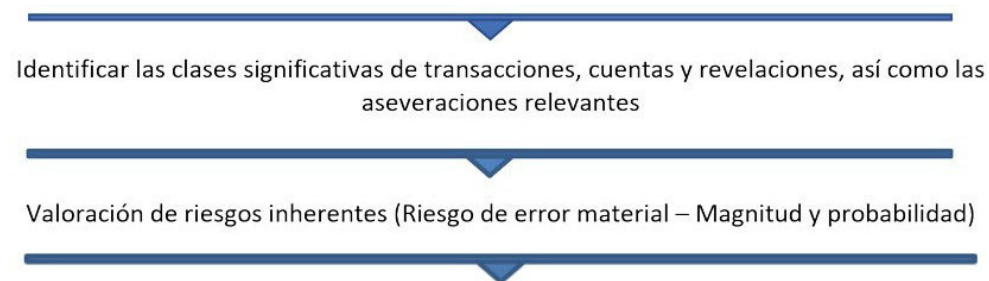 Identificar las clases significativas de transacciones, cuentas y revelaciones, así como las
aseveraciones relevantes
Valoración de riesgos inherentes (Riesgo de error material – Magnitud y probabilidad)